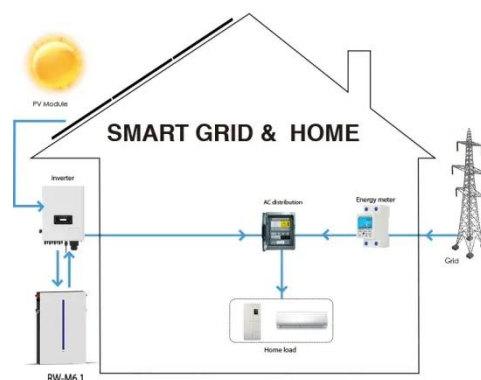 PV Module
SMART GRID & HOME
inverter
AC distribution
Energy meter
Grid
Home load
RW-M6.1